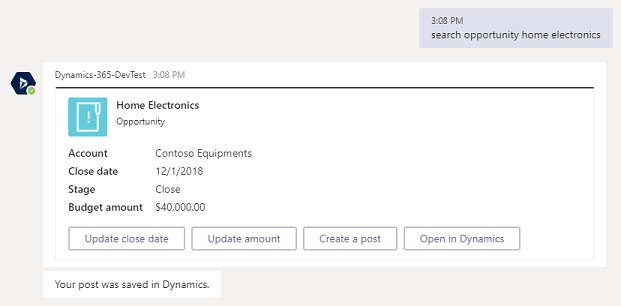 3:08 PM
search opportunity home electronics
Dynamics-365-DevTest 3:08 PM
Home Electronics
Opportunity
Account Contoso Equipments
Close date 12/1/2018
Stage Close
Budget amount $40,000.00
Update close date Update amount Create a post Open in Dynamics
Your post was saved in Dynamics.